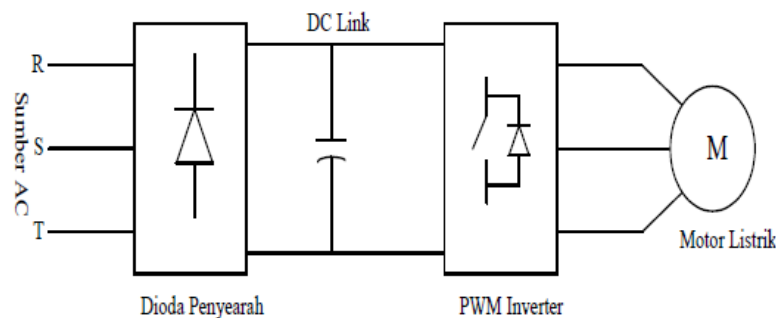 DC Link
R
S
T
Sumber AC
M
Motor Listrik
Dioda Penyearah
PWM Inverter